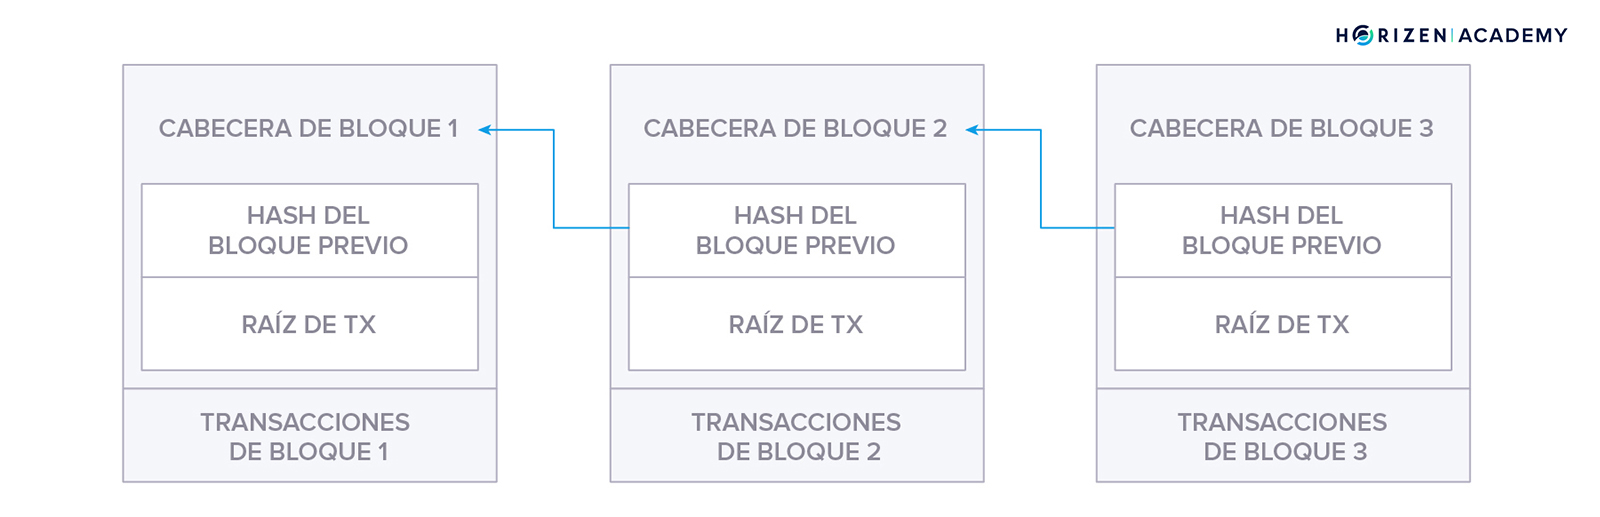 HORIZEN | ACADEMY
CABECERA DE BLOQUE 1
HASH DEL
BLOQUE PREVIO
RAÍZ DE TX
TRANSACCIONES
DE BLOQUE 1
CABECERA DE BLOQUE 2
HASH DEL
BLOQUE PREVIO
RAÍZ DE TX
TRANSACCIONES
DE BLOQUE 2
CABECERA DE BLOQUE 3
HASH DEL
BLOQUE PREVIO
RAÍZ DE TX
TRANSACCIONES
DE BLOQUE 3